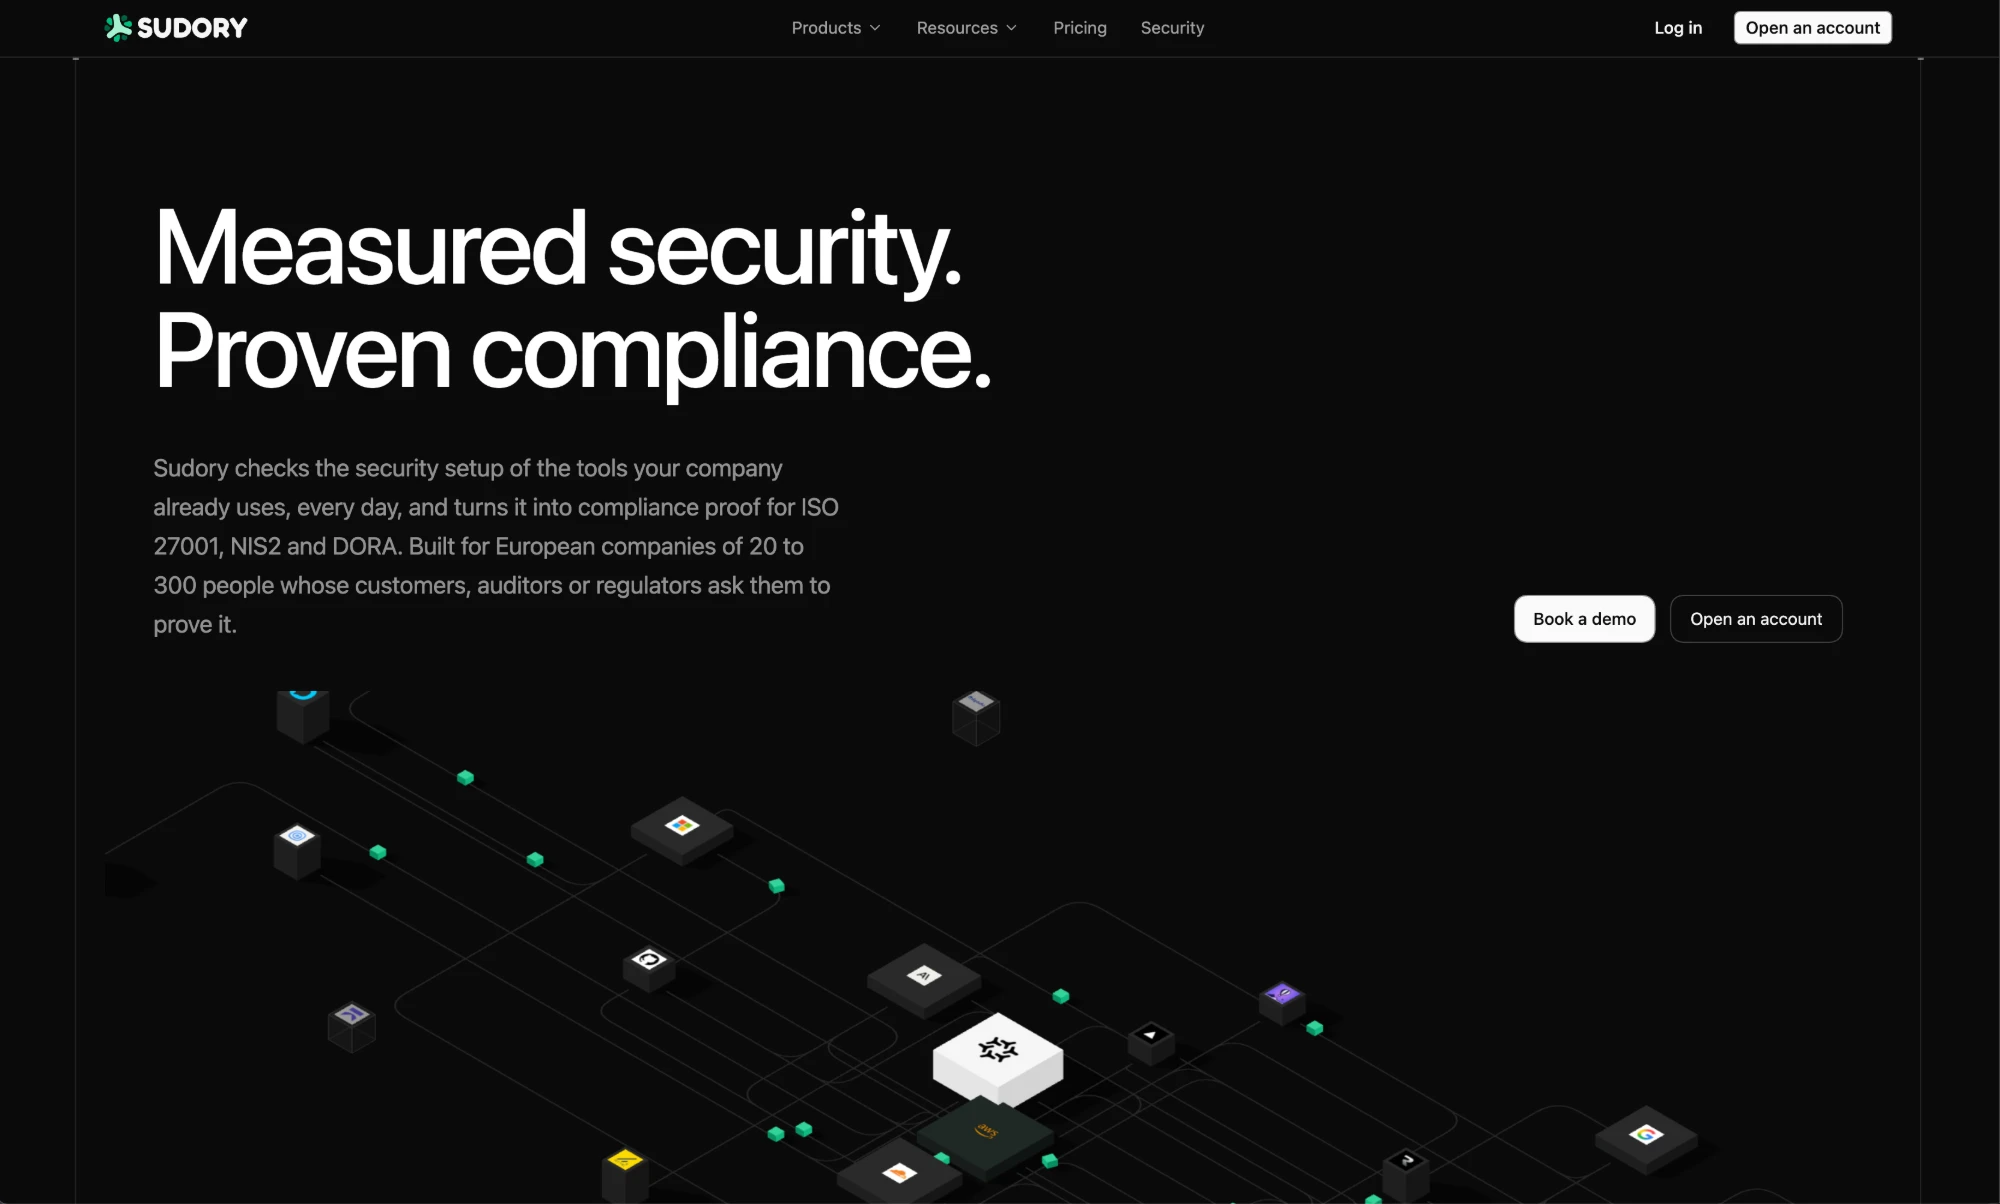 SUDORY
Products
Resources
Pricing
Security
Log in
Open an account
Measured security.
Proven compliance.
Sudory checks the security setup of the tools your company
already uses, every day, and turns it into compliance proof for ISO
27001, NIS2 and DORA. Built for European companies of 20 to
300 people whose customers, auditors or regulators ask them to
prove it.
Book a demo
Open an account
AI
aws